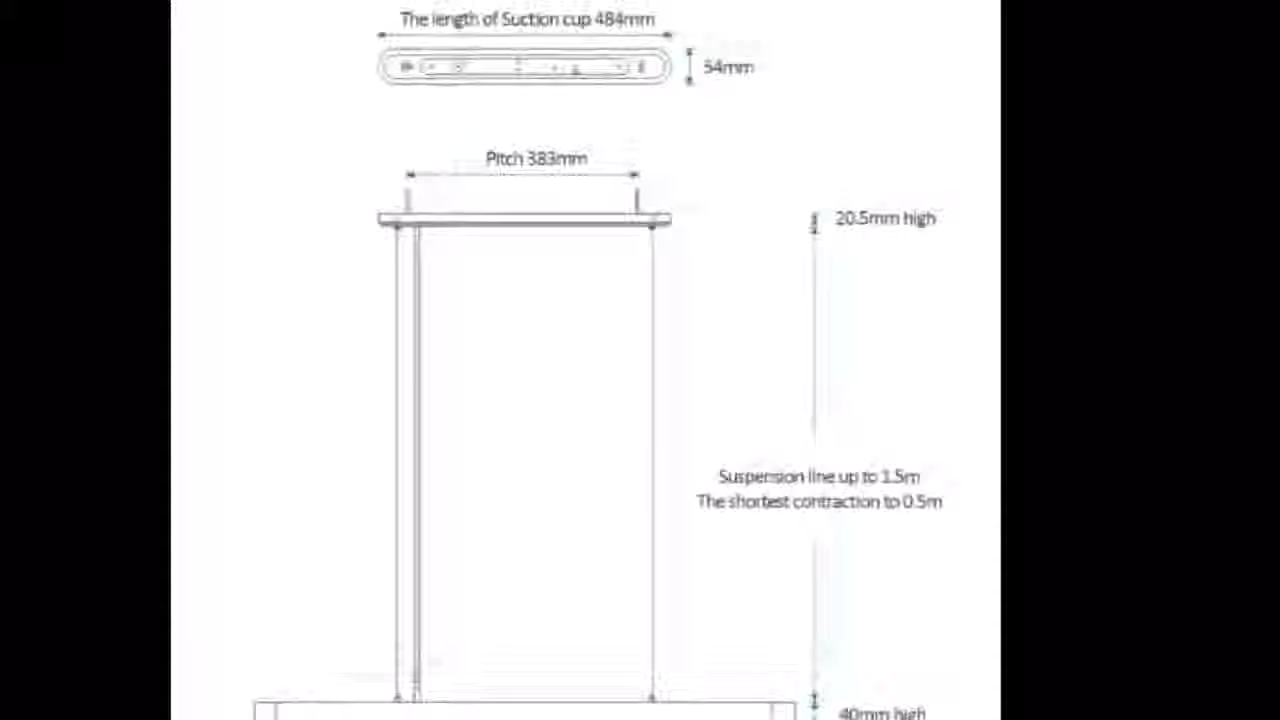 The length of Suction cup 484mm
54mm
Pitch 383mm
20.5mm high
Suspension line up to 1.5m
The shortest contraction to 0.5m
40mm high